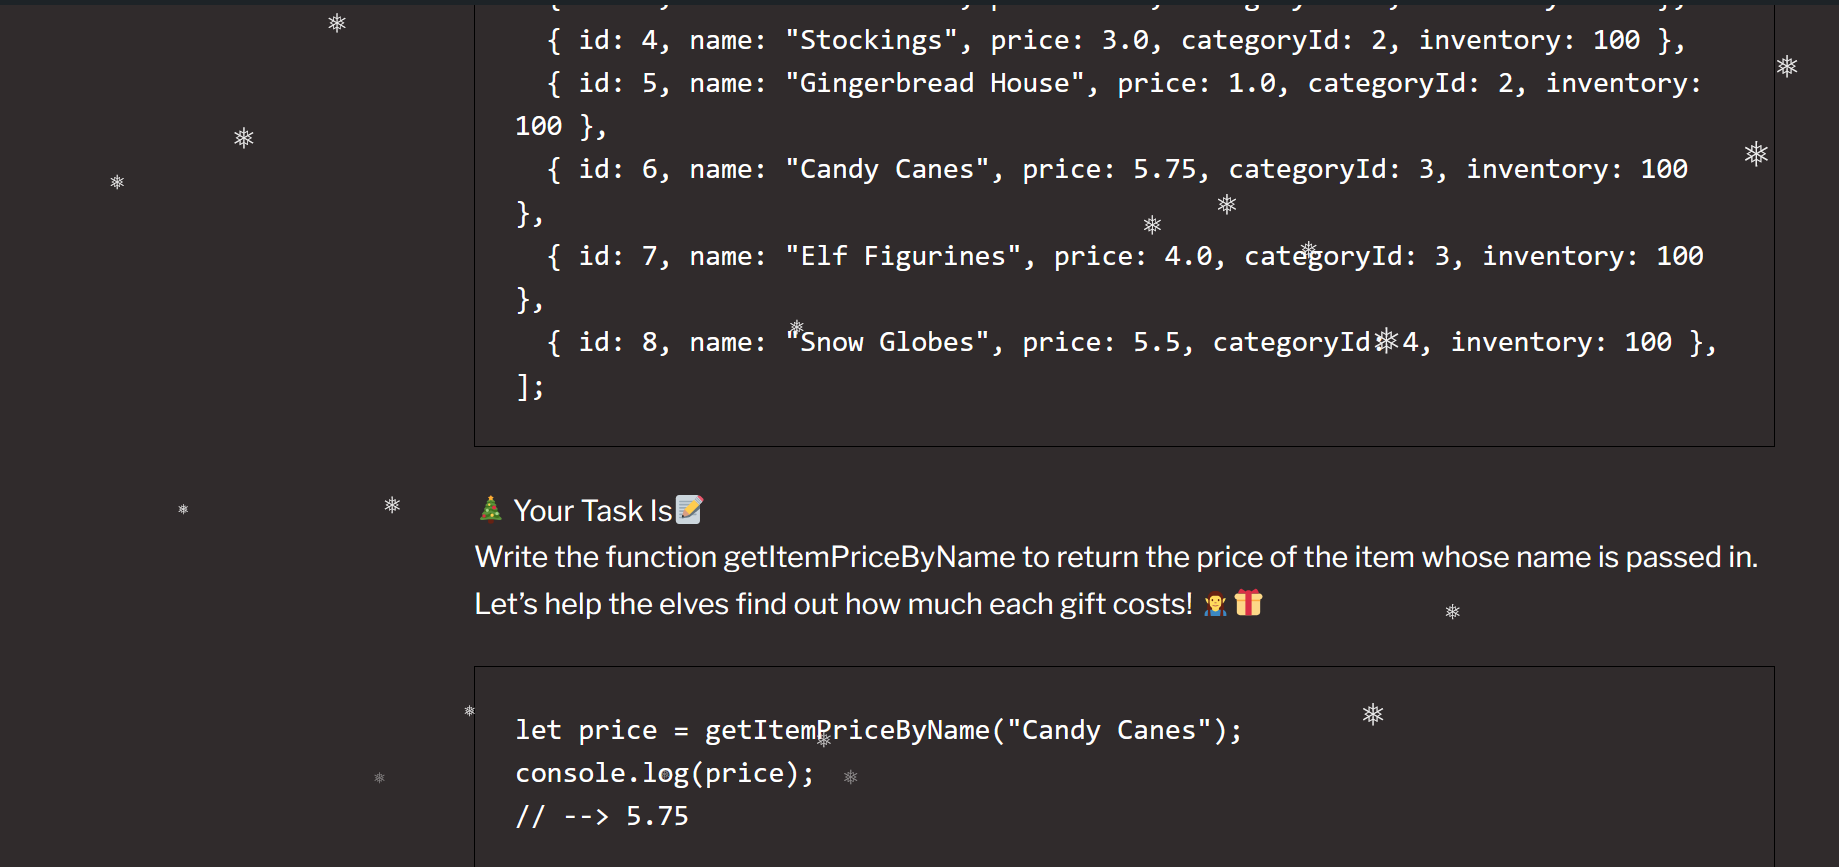 { id: 4, name: "Stockings", price: 3.0, categoryId: 2, inventory: 100 },
{ id: 5, name: "Gingerbread House", price: 1.0, categoryId: 2, inventory:
100 },
{ id: 6, name: "Candy Canes", price: 5.75, categoryId: 3, inventory: 100
},
{ id: 7, name: "Elf Figurines", price: 4.0, categoryId: 3, inventory: 100
},
{ id: 8, name: "Snow Globes", price: 5.5, categoryId: 4, inventory: 100 },
];
🎄 Your Task Is📝
Write the function getItemPriceByName to return the price of the item whose name is passed in.
Let’s help the elves find out how much each gift costs! 🧝‍♂️🎁
let price = getItemPriceByName("Candy Canes");
console.log(price);
// --> 5.75